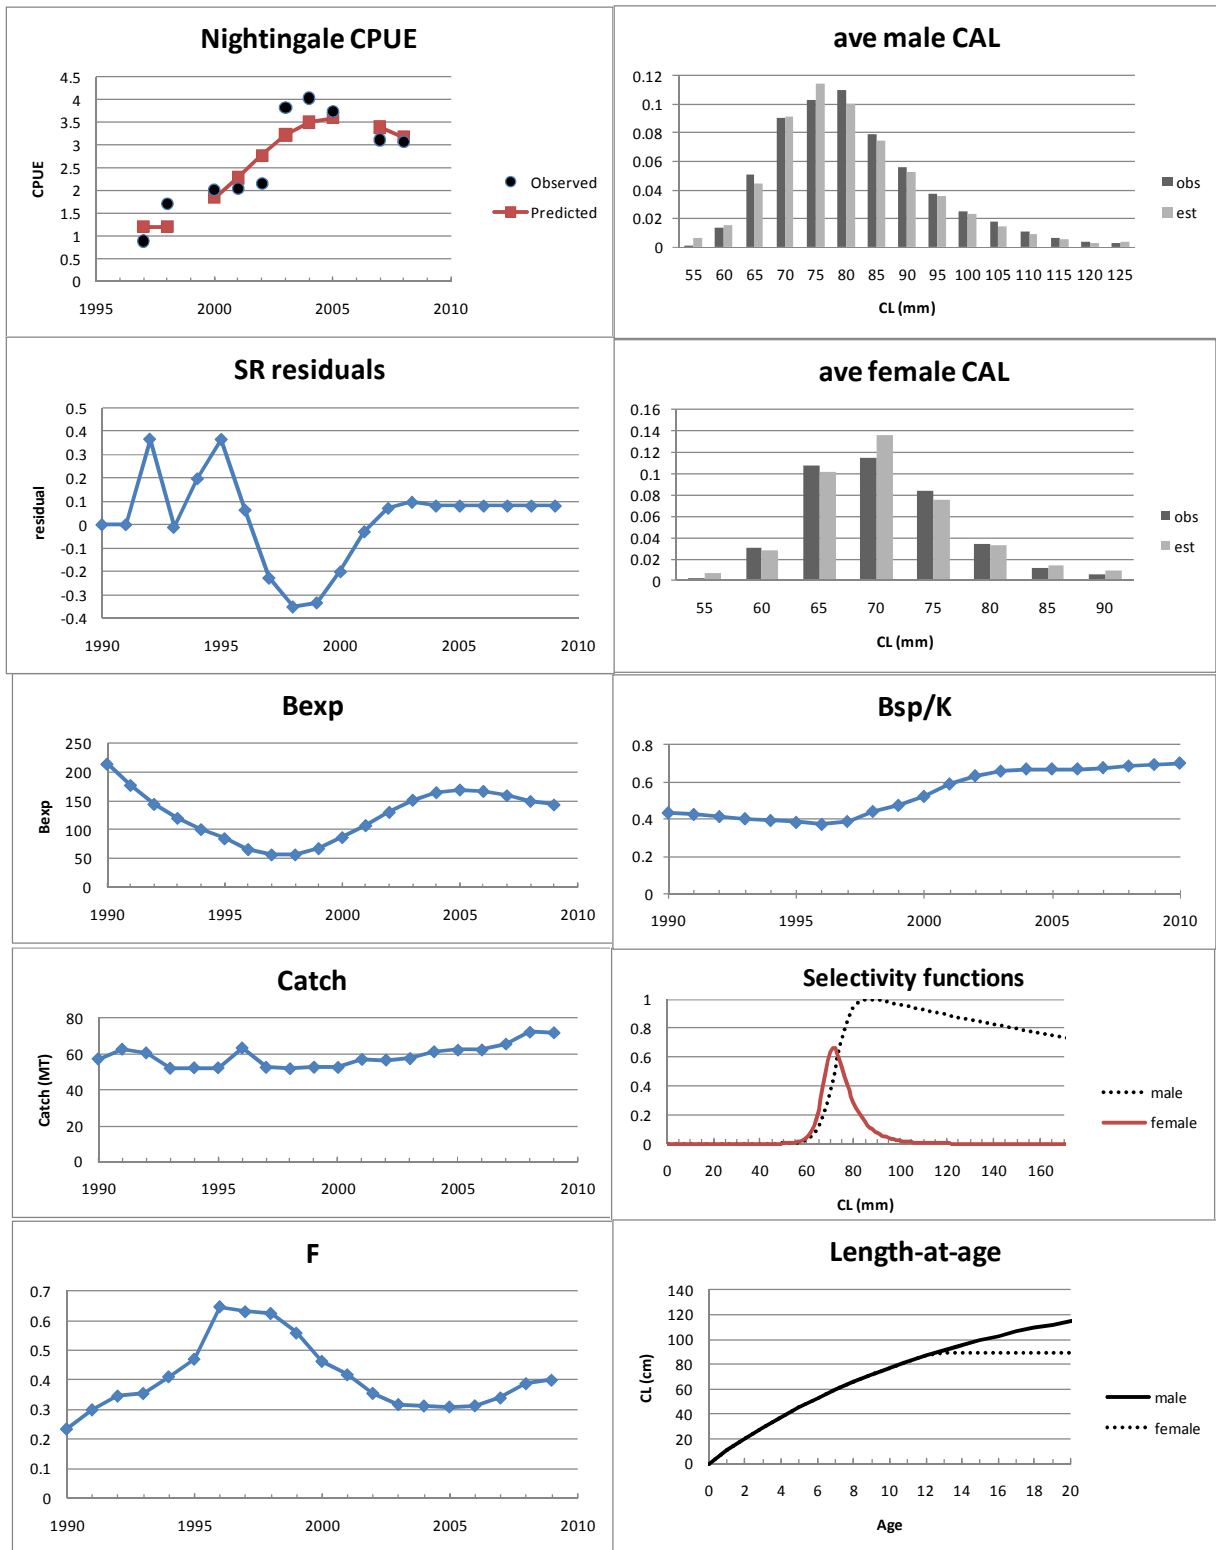 Nightingale CPUE
4.5
4
3.5
3
2.5
2
1.5
1
0.5
0
CPUE
1995 2000 2005 2010
Observed
Predicted
ave male CAL
0.12
0.1
0.08
0.06
0.04
0.02
0
55 60 65 70 75 80 85 90 95 100 105 110 115 120 125
CL (mm)
obs
est
SR residuals
0.5
0.4
0.3
0.2
0.1
0
-0.1
-0.2
-0.3
-0.4
residual
1990 1995 2000 2005 2010
ave female CAL
0.16
0.14
0.12
0.1
0.08
0.06
0.04
0.02
0
55 60 65 70 75 80 85 90
CL (mm)
obs
est
Bexp
250
200
150
100
50
0
Bexp
1990 1995 2000 2005 2010
Bsp/K
0.8
0.6
0.4
0.2
0
1990 1995 2000 2005 2010
Catch
80
60
40
20
0
Catch (MT)
1990 1995 2000 2005 2010
Selectivity functions
1
0.8
0.6
0.4
0.2
0
0 20 40 60 80 100 120 140 160
CL (mm)
male
female
F
0.7
0.6
0.5
0.4
0.3
0.2
0.1
0
1990 1995 2000 2005 2010
Length-at-age
140
120
100
80
60
40
20
0
CL (cm)
0 2 4 6 8 10 12 14 16 18 20
Age
male
female